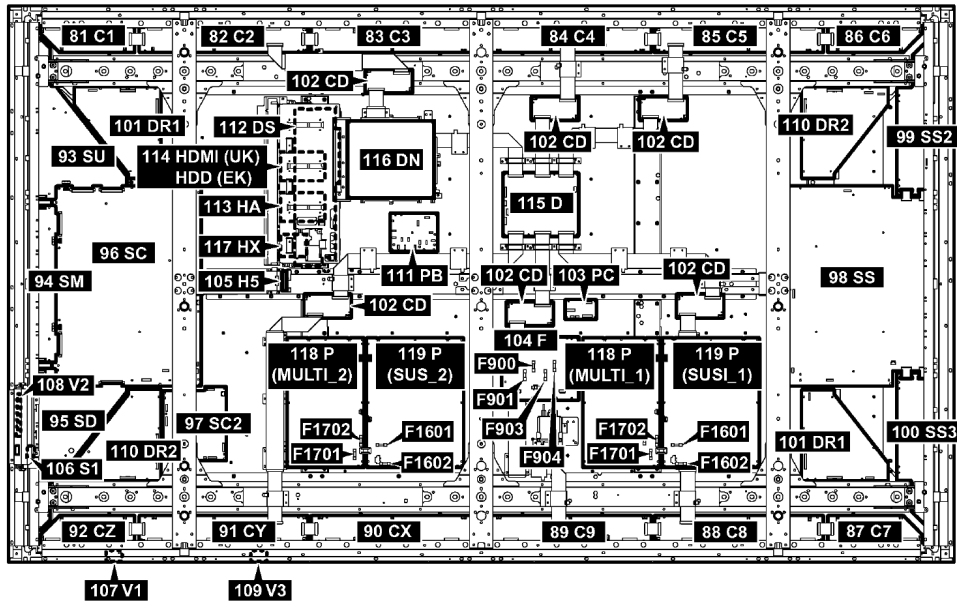 81 C1
82 C2
83 C3
84 C4
85 C5
86 C6
102 CD
101 DR1
112 DS
102 CD
102 CD
110 DR2
99 SS2
93 SU
114 HDMI (UK)
HDD (EK)
116 DN
113 HA
115 D
96 SC
117 HX
94 SM
105 H5
111 PB
102 CD
103 PC
102 CD
98 SS
102 CD
104 F
118 P
(MULTI_2)
119 P
(SUS_2)
F900
118 P
(MULTI_1)
119 P
(SUSI_1)
108 V2
F901
95 SD
97 SC2
F903
100 SS3
F1702
F1601
F1702
F1601
110 DR2
101 DR1
F1701
F1602
F904
F1701
F1602
106 S1
92 CZ
91 CY
90 CX
89 C9
88 C8
87 C7
107 V1
109 V3